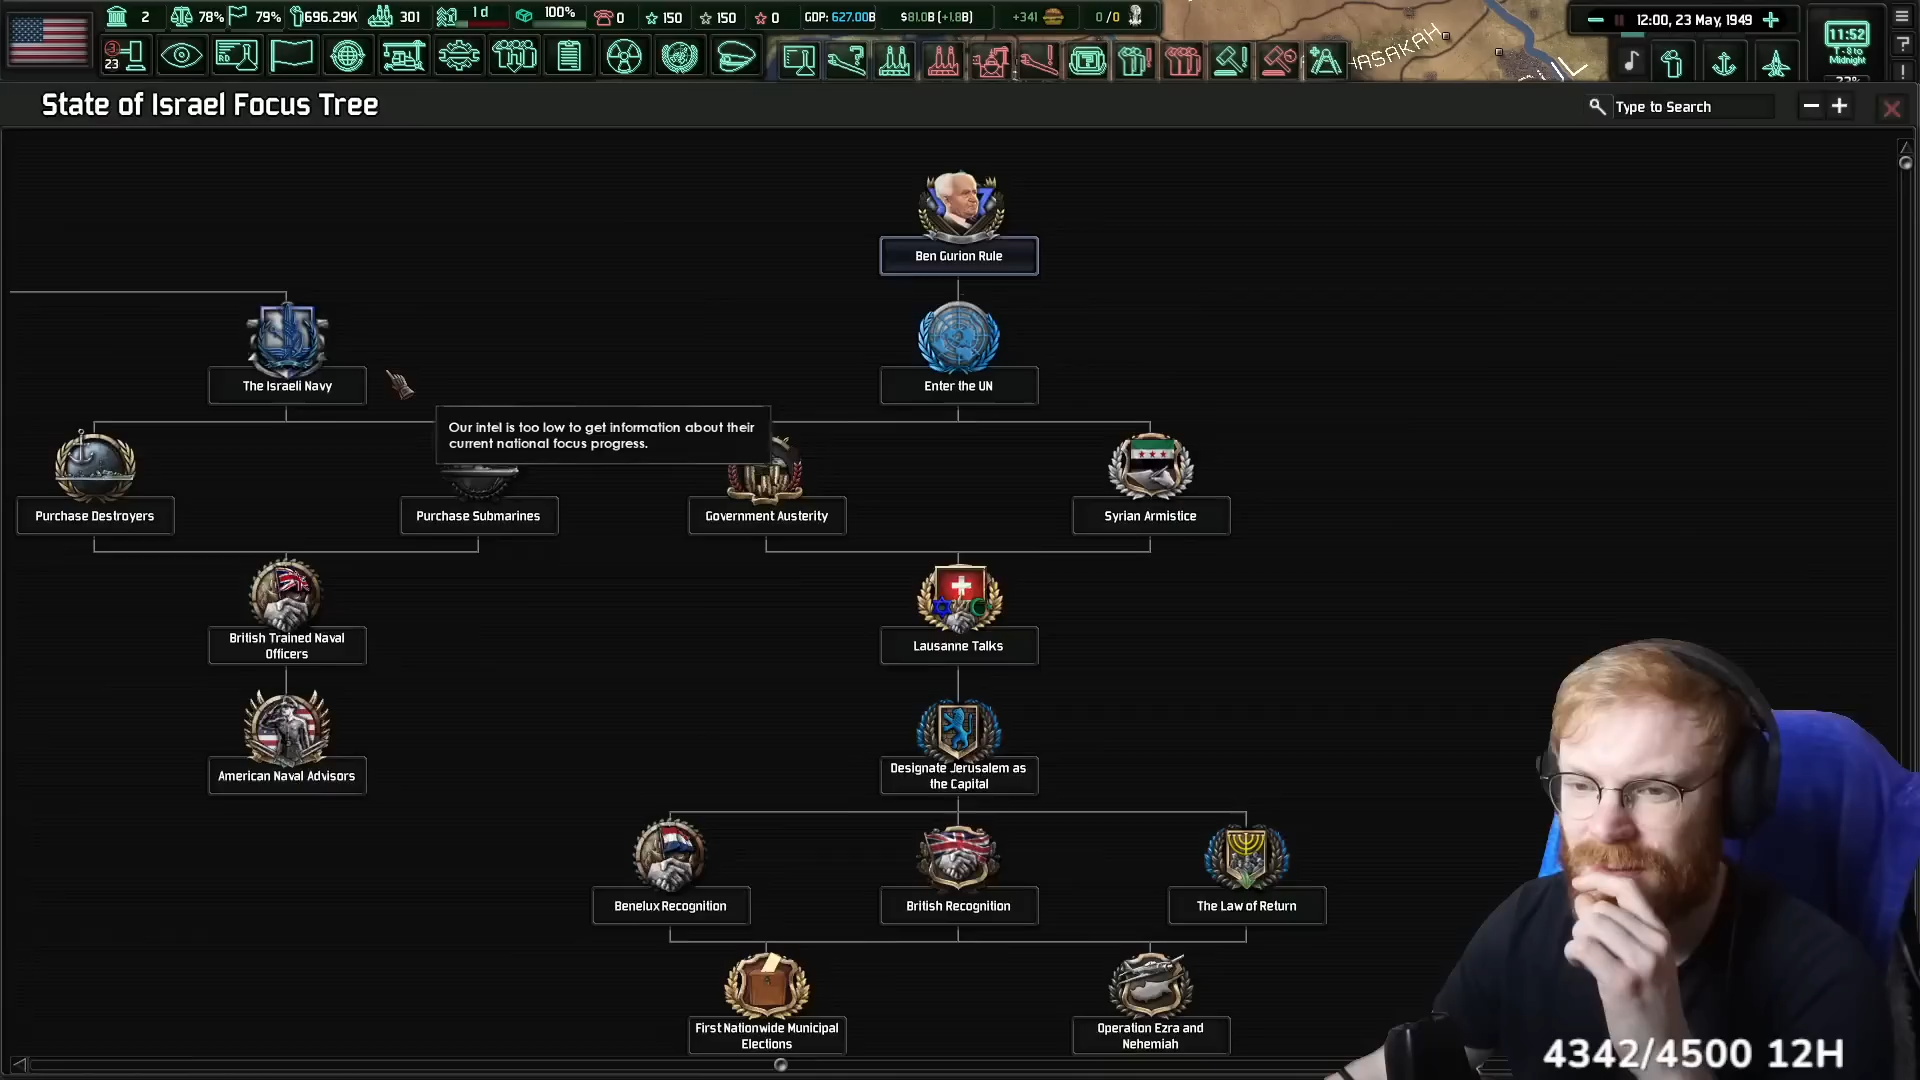 2
78%
79%
696.29K
301
1 d
100%
0
150
150
0
GDP: 627.00B
$81.0B (+1.8B)
+341
0 / 0
12:00, 23 May, 1949
3
23
11:52
T-8 to
Midnight
State of Israel Focus Tree
Type to Search
Ben Gurion Rule
The Israeli Navy
Enter the UN
Our intel is too low to get information about their
current national focus progress.
Purchase Destroyers
Purchase Submarines
Government Austerity
Syrian Armistice
British Trained Naval
Officers
Lausanne Talks
American Naval Advisors
Designate Jerusalem as
the Capital
Benelux Recognition
British Recognition
The Law of Return
First Nationwide Municipal
Elections
Operation Ezra and
Nehemiah
4342/4500 12H